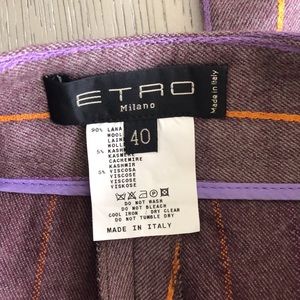 ETRO
Milano
Made in Italy
40
90% LANA
WOOL
LAINE
WOLLE
5% KASHMIR
KASMERE
CACHEMIRE
KASHMIR
5% VISCOSA
VISCOSE
VISCOSE
VISKOSE
DO NOT WASH
DO NOT BLEACH
COOL IRON / DRY CLEAN
DO NOT TUMBLE DRY
MADE IN ITALY